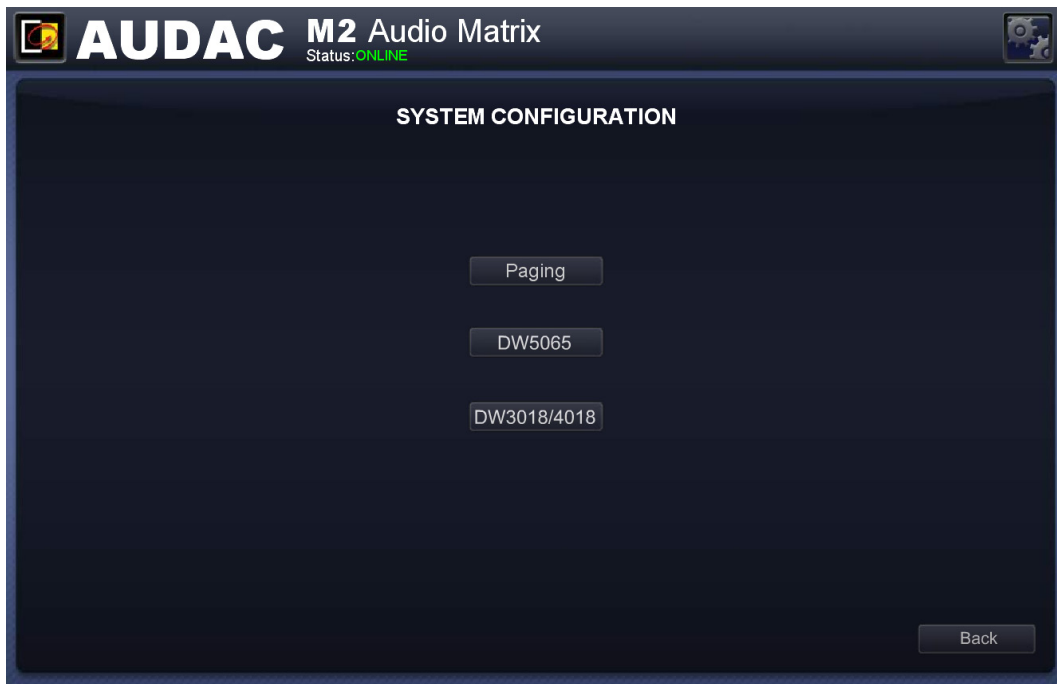 AUDAC M2 Audio Matrix
Status:ONLINE
SYSTEM CONFIGURATION
Paging
DW5065
DW3018/4018
Back